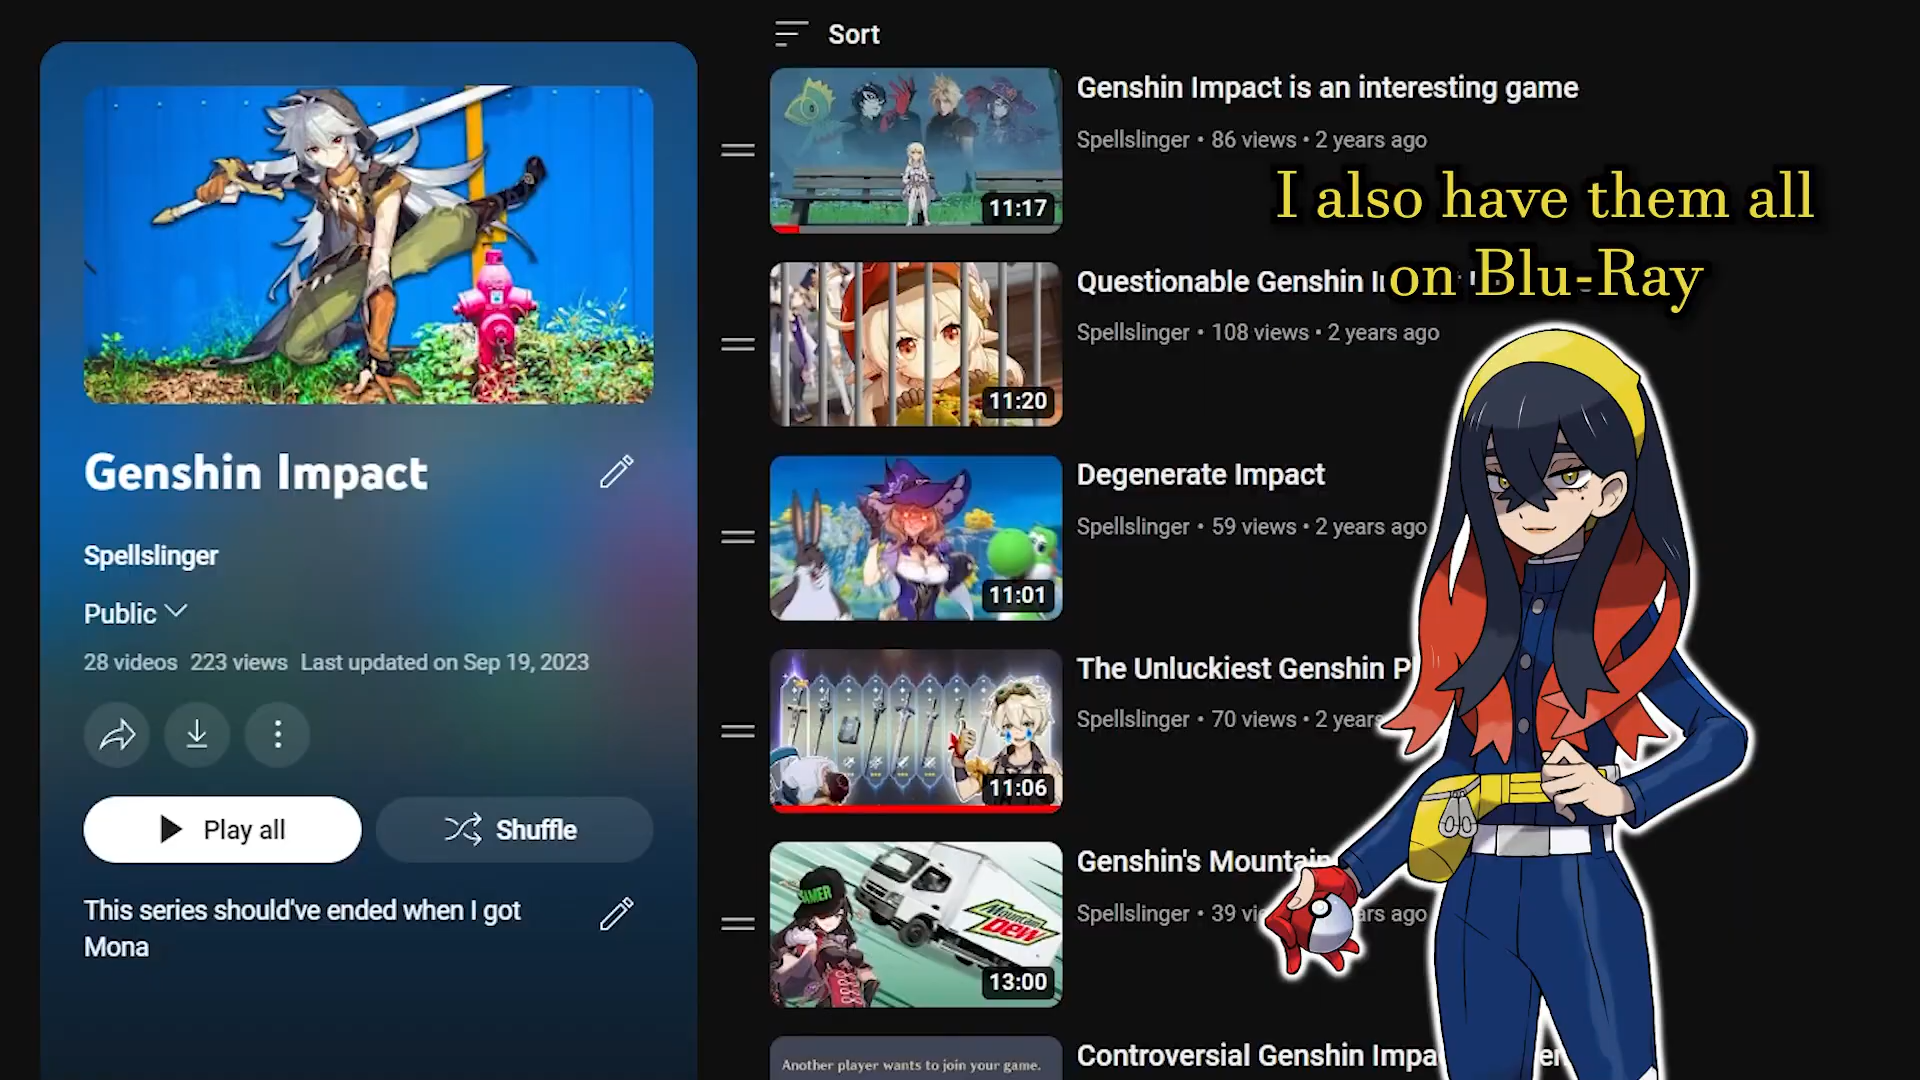 Genshin Impact
Spellslinger
Public
28 videos 223 views Last updated on Sep 19, 2023
Play all
Shuffle
This series should've ended when I got
Mona
Sort
11:17
Genshin Impact is an interesting game
Spellslinger • 86 views • 2 years ago
I also have them all
on Blu-Ray
11:20
Questionable Genshin
Spellslinger • 108 views • 2 years ago
11:01
Degenerate Impact
Spellslinger • 59 views • 2 years ago
11:06
The Unluckiest Genshin
Spellslinger • 70 views • 2 years
GAMER
Mountain
DEW
13:00
Genshin's Mountain
Spellslinger • 39 ago
Another player wants to join your game.
Controversial Genshin